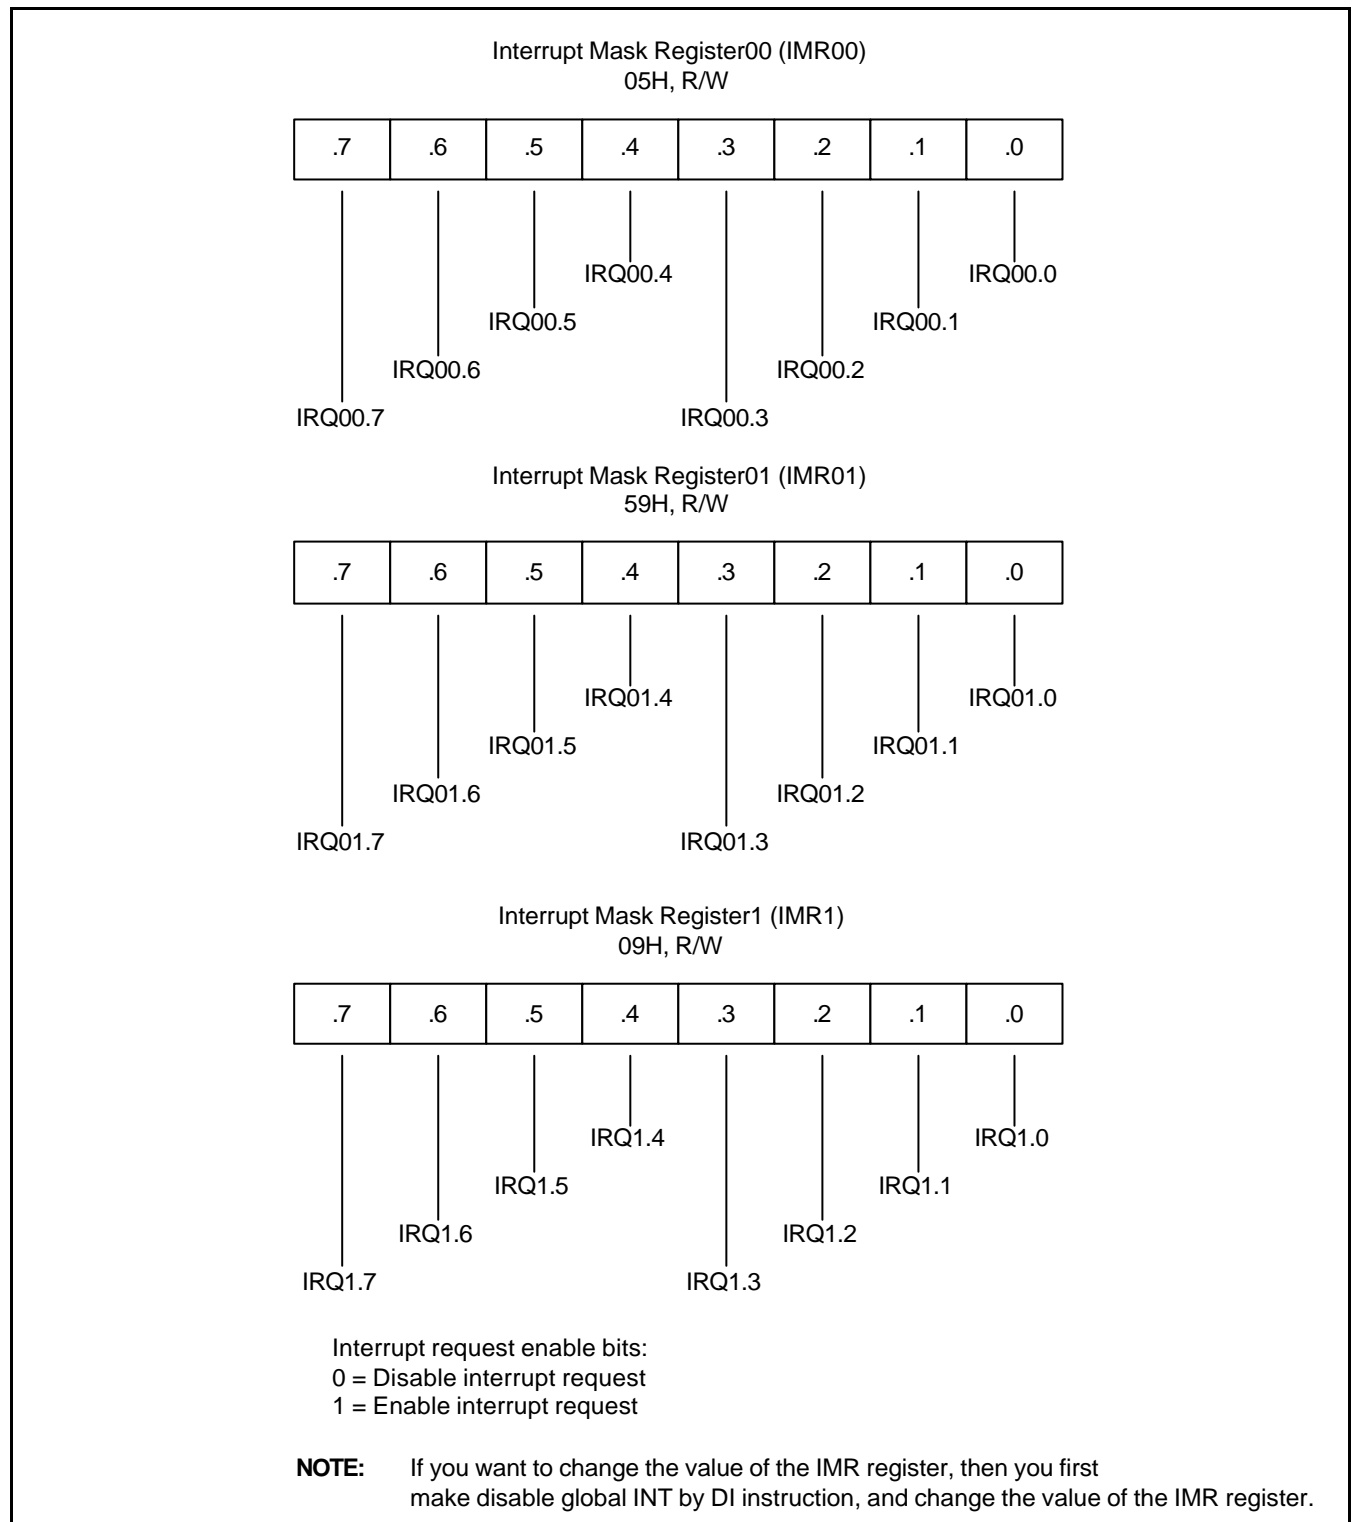 Interrupt Mask Register00 (IMR00)
05H, R/W
.7 .6 .5 .4 .3 .2 .1 .0
IRQ00.4 IRQ00.0
IRQ00.5 IRQ00.1
IRQ00.6 IRQ00.2
IRQ00.7 IRQ00.3
Interrupt Mask Register01 (IMR01)
59H, R/W
.7 .6 .5 .4 .3 .2 .1 .0
IRQ01.4 IRQ01.0
IRQ01.5 IRQ01.1
IRQ01.6 IRQ01.2
IRQ01.7 IRQ01.3
Interrupt Mask Register1 (IMR1)
09H, R/W
.7 .6 .5 .4 .3 .2 .1 .0
IRQ1.4 IRQ1.0
IRQ1.5 IRQ1.1
IRQ1.6 IRQ1.2
IRQ1.7 IRQ1.3
Interrupt request enable bits:
0 = Disable interrupt request
1 = Enable interrupt request
NOTE: If you want to change the value of the IMR register, then you first
make disable global INT by DI instruction, and change the value of the IMR register.